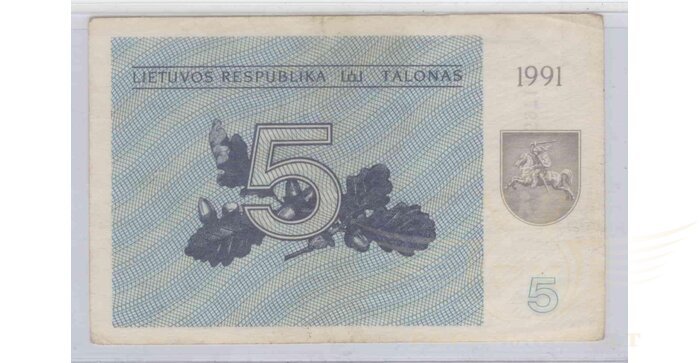 LIETUVOS RESPUBLIKA TALONAS
1991
5
5